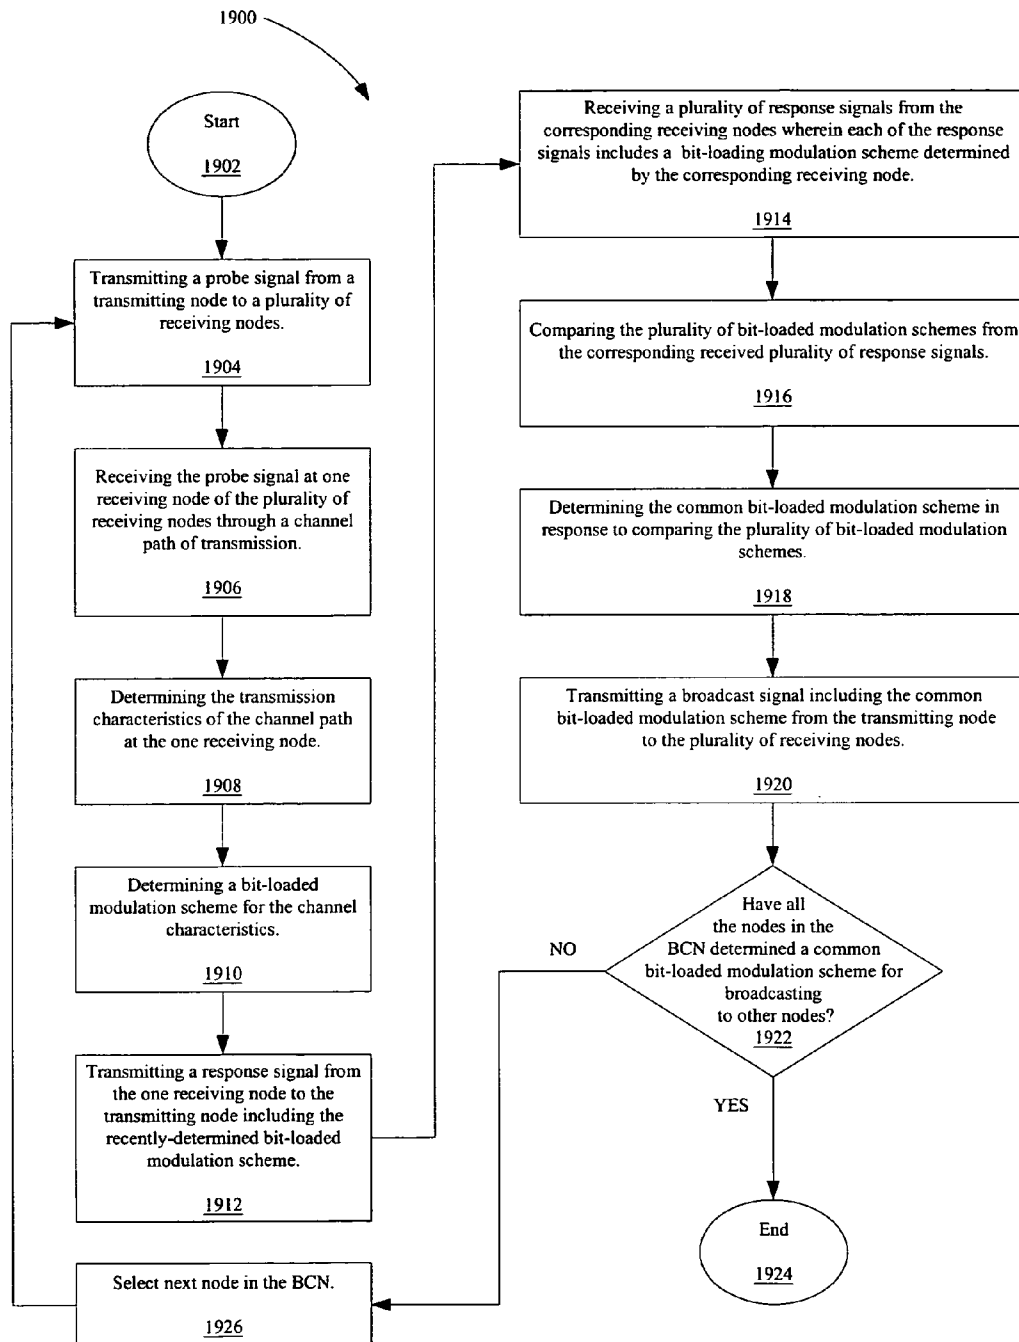 1900
Start
1902
Transmitting a probe signal from a
transmitting node to a plurality of
receiving nodes.
1904
Receiving the probe signal at one
receiving node of the plurality of
receiving nodes through a channel
path of transmission.
1906
Determining the transmission
characteristics of the channel path
at the one receiving node.
1908
Determining a bit-loaded
modulation scheme for the channel
characteristics.
1910
Transmitting a response signal from
the one receiving node to the
transmitting node including the
recently-determined bit-loaded
modulation scheme.
1912
Receiving a plurality of response signals from the
corresponding receiving nodes wherein each of the response
signals includes a bit-loading modulation scheme determined
by the corresponding receiving node.
1914
Comparing the plurality of bit-loaded modulation schemes from
the corresponding received plurality of response signals.
1916
Determining the common bit-loaded modulation scheme in
response to comparing the plurality of bit-loaded modulation
schemes.
1918
Transmitting a broadcast signal including the common
bit-loaded modulation scheme from the transmitting node
to the plurality of receiving nodes.
1920
Have all
the nodes in the
BCN determined a common
bit-loaded modulation scheme for
broadcasting
to other nodes?
1922
NO
YES
End
1924
Select next node in the BCN.
1926